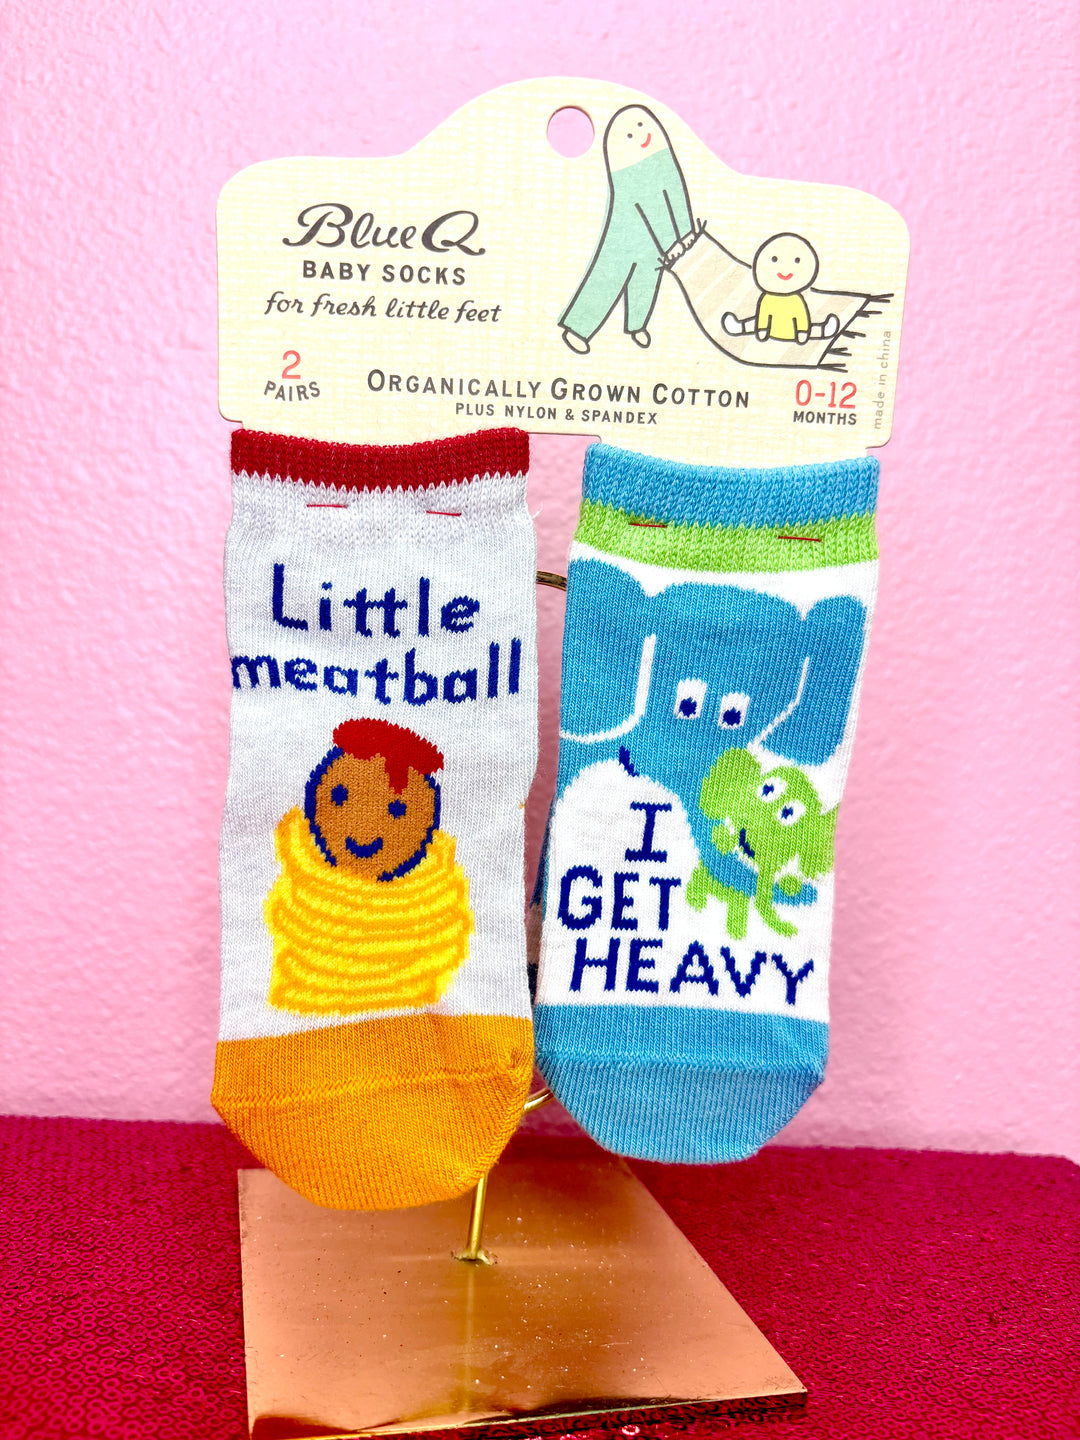 Blue Q
BABY SOCKS
for fresh little feet
2
PAIRS
ORGANICALLY GROWN COTTON
PLUS NYLON & SPANDEX
0-12
MONTHS
made in china
Little
meatball
I
GET
HEAVY